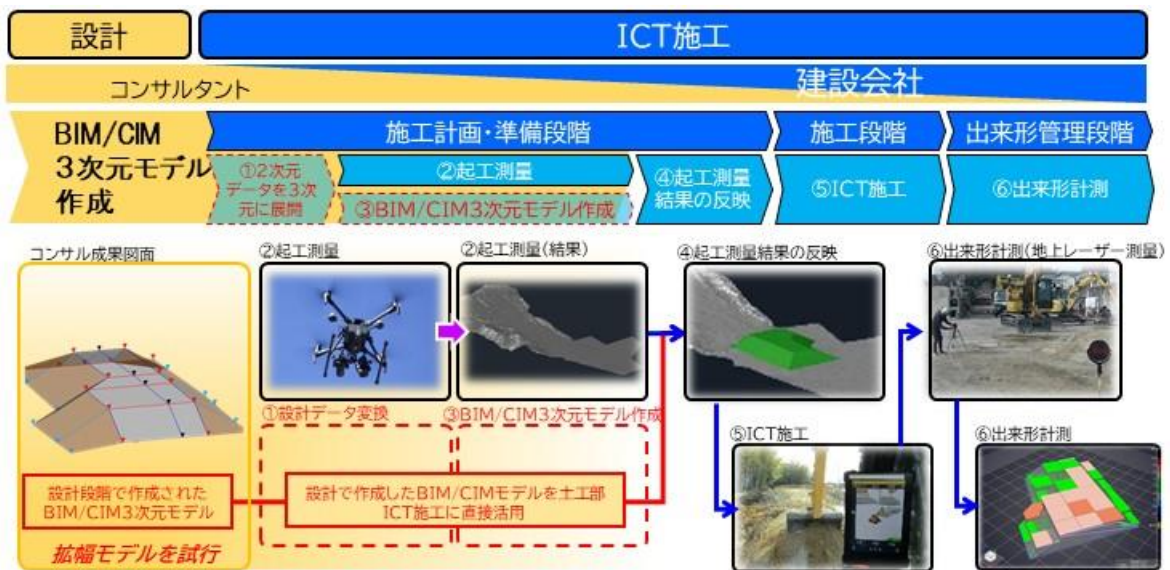 設計
ICT施工
コンサルタント
建設会社
BIM/CIM
3次元モデル
作成
施工計画・準備段階
施工段階
出来形管理段階
①2次元
データを3次
元に展開
②起工測量
③BIM/CIM3次元モデル作成
④起工測量
結果の反映
⑤ICT施工
⑥出来形計測
コンサル成果図面
②起工測量
②起工測量(結果)
④起工測量結果の反映
⑥出来形計測(地上レーザー測量)
①設計データ変換
③BIM/CIM3次元モデル作成
⑤ICT施工
⑥出来形計測
設計段階で作成された
BIM/CIM3次元モデル
設計で作成したBIM/CIMモデルを土工部
ICT施工に直接活用
拡幅モデルを試行